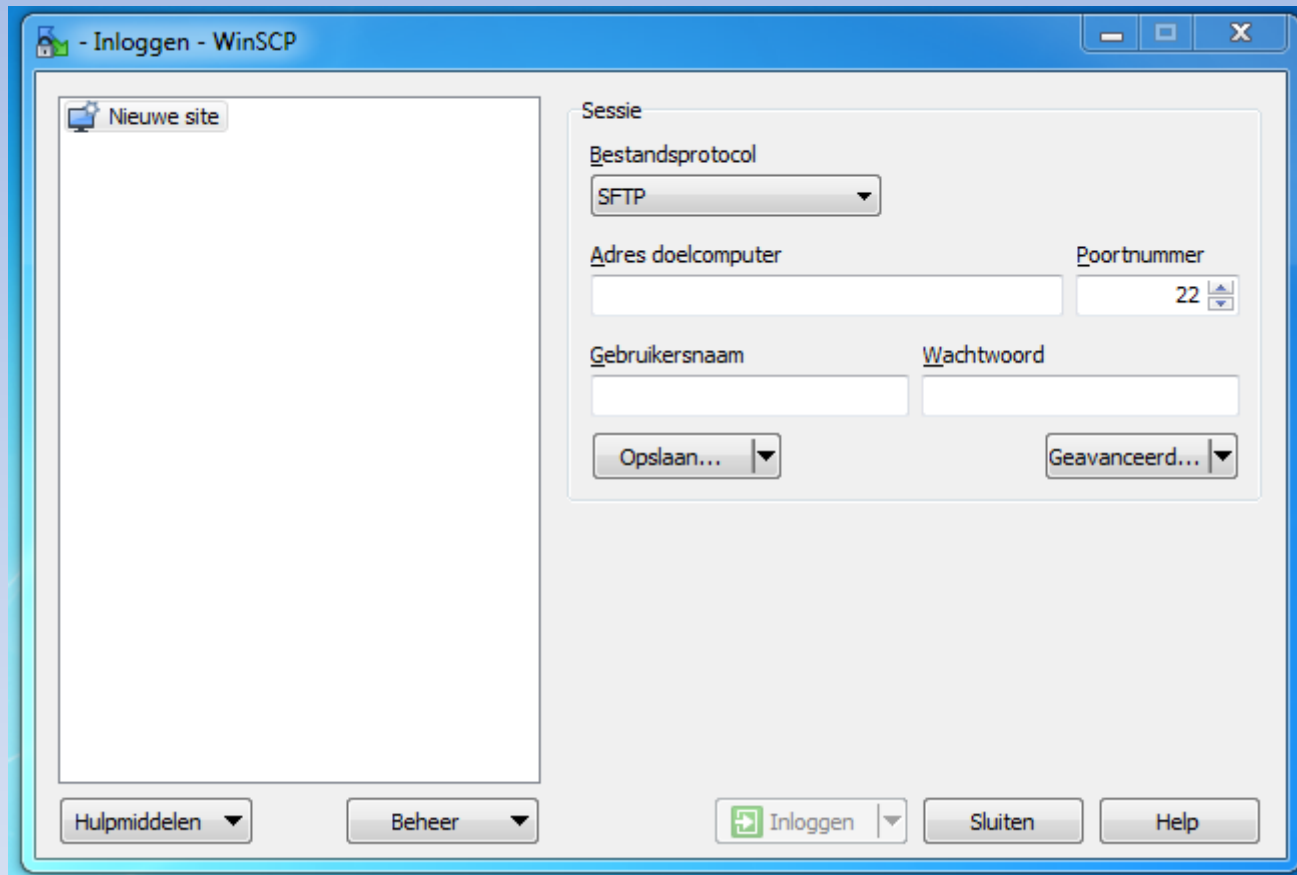 - Inloggen - WinSCP
Nieuwe site
Sessie
Bestandsprotocol
SFTP
Adres doelcomputer
Poortnummer
22
Gebruikersnaam
Wachtwoord
Opslaan...
Geavanceerd...
Hulpmiddelen
Beheer
Inloggen
Sluiten
Help